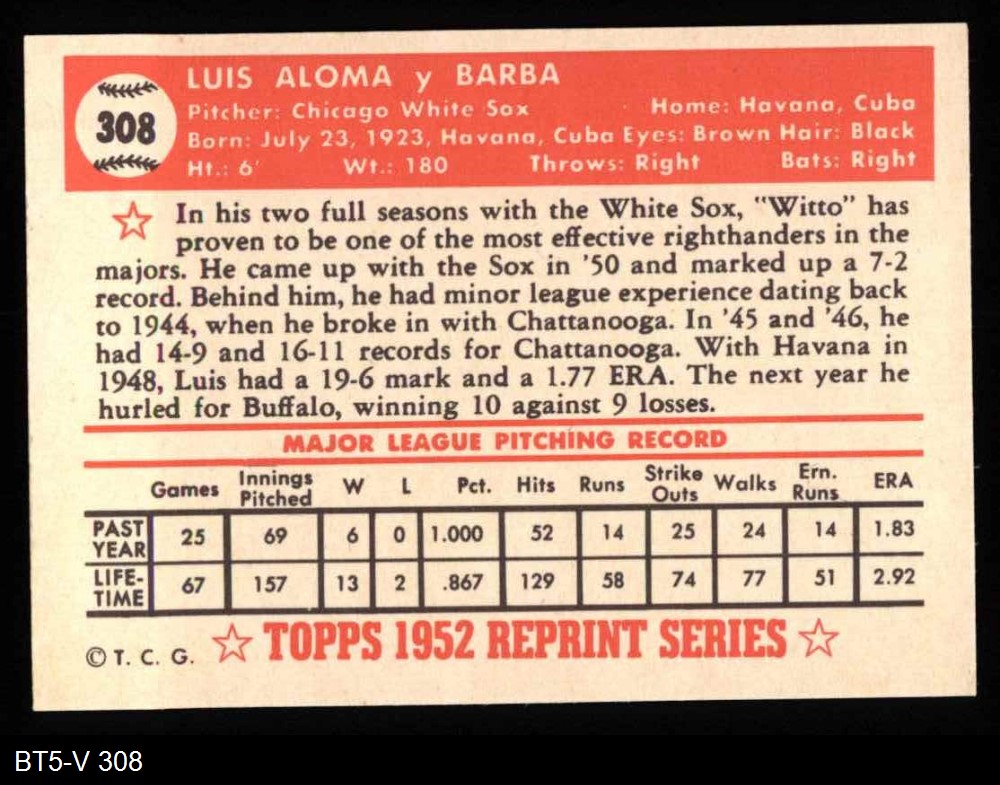 LUIS ALOMA y BARBA
308
Pitcher: Chicago White Sox Home: Havana, Cuba
Born: July 23, 1923, Havana, Cuba Eyes: Brown Hair: Black
Ht.: 6' Wt.: 180 Throws: Right Bats: Right
In his two full seasons with the White Sox, "Witto" has
proven to be one of the most effective righthanders in the
majors. He came up with the Sox in '50 and marked up a 7-2
record. Behind him, he had minor league experience dating back
to 1944, when he broke in with Chattanooga. In '45 and '46, he
had 14-9 and 16-11 records for Chattanooga. With Havana in
1948, Luis had a 19-6 mark and a 1.77 ERA. The next year he
hurled for Buffalo, winning 10 against 9 losses.
MAJOR LEAGUE PITCHING RECORD
Games Innings Pitched W L Pct. Hits Runs Strike Outs Walks Ern. Runs ERA
PAST YEAR 25 69 6 0 1.000 52 14 25 24 14 1.83
LIFE-TIME 67 157 13 2 .867 129 58 74 77 51 2.92
© T. C. G. TOPPS 1952 REPRINT SERIES
BT5-V 308